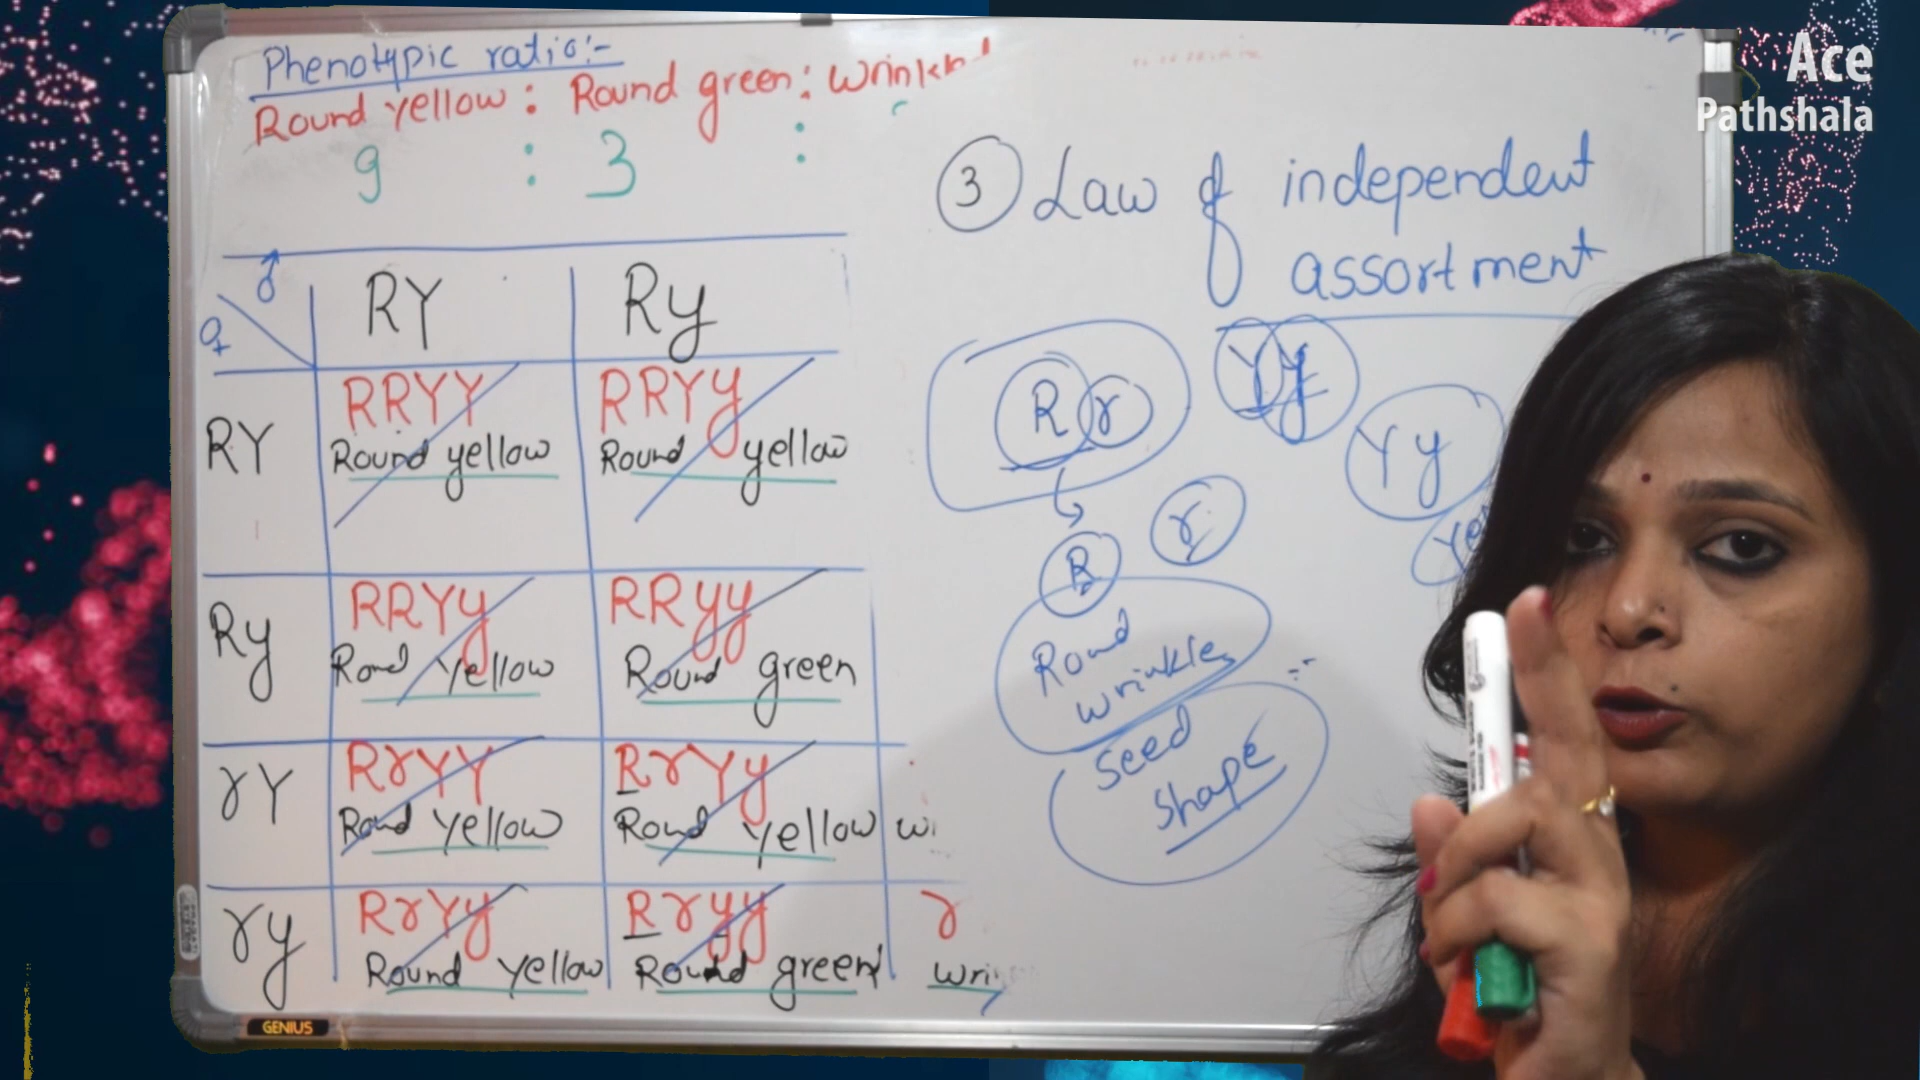 Phenotypic ratio:-
Round yellow : Round green :
9 : 3 :
③ Law of independent
assortment
♂
♀
RY Ry
RY RRYY RRYy
Round yellow Round yellow
Ry RRYy RRyy
Round yellow Round green
rY RrYY RrYy
Round yellow Round yellow
ry RrYy Rryy r
Round yellow Round green
R r
Yy
Yy
R r
Round
wrinkles
seed
shape
Ace
Pathshala
GENIUS